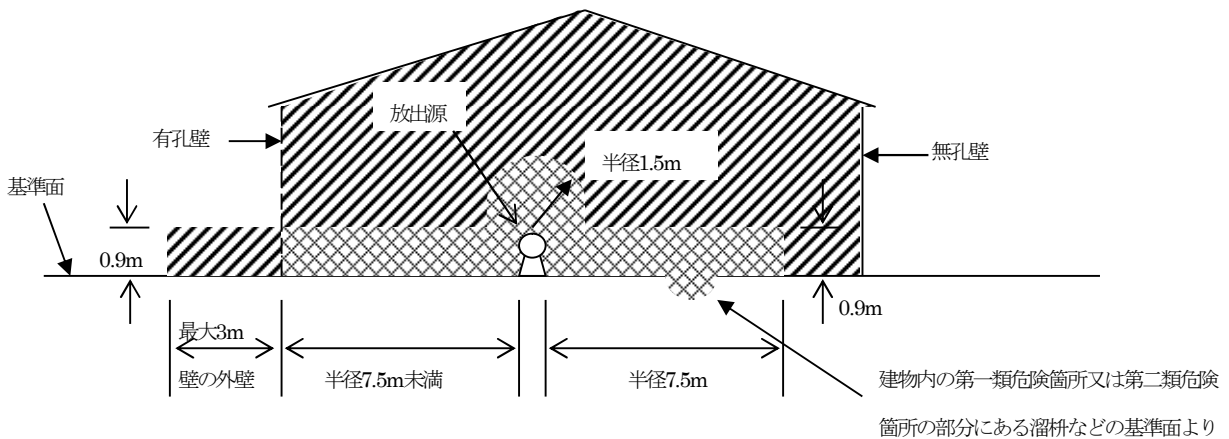 放出源
有孔壁
半径1.5m
無孔壁
基準面
0.9m
0.9m
最大3m
壁の外壁
半径7.5m未満
半径7.5m
建物内の第一類危険箇所又は第二類危険
箇所の部分にある溜枡などの基準面より